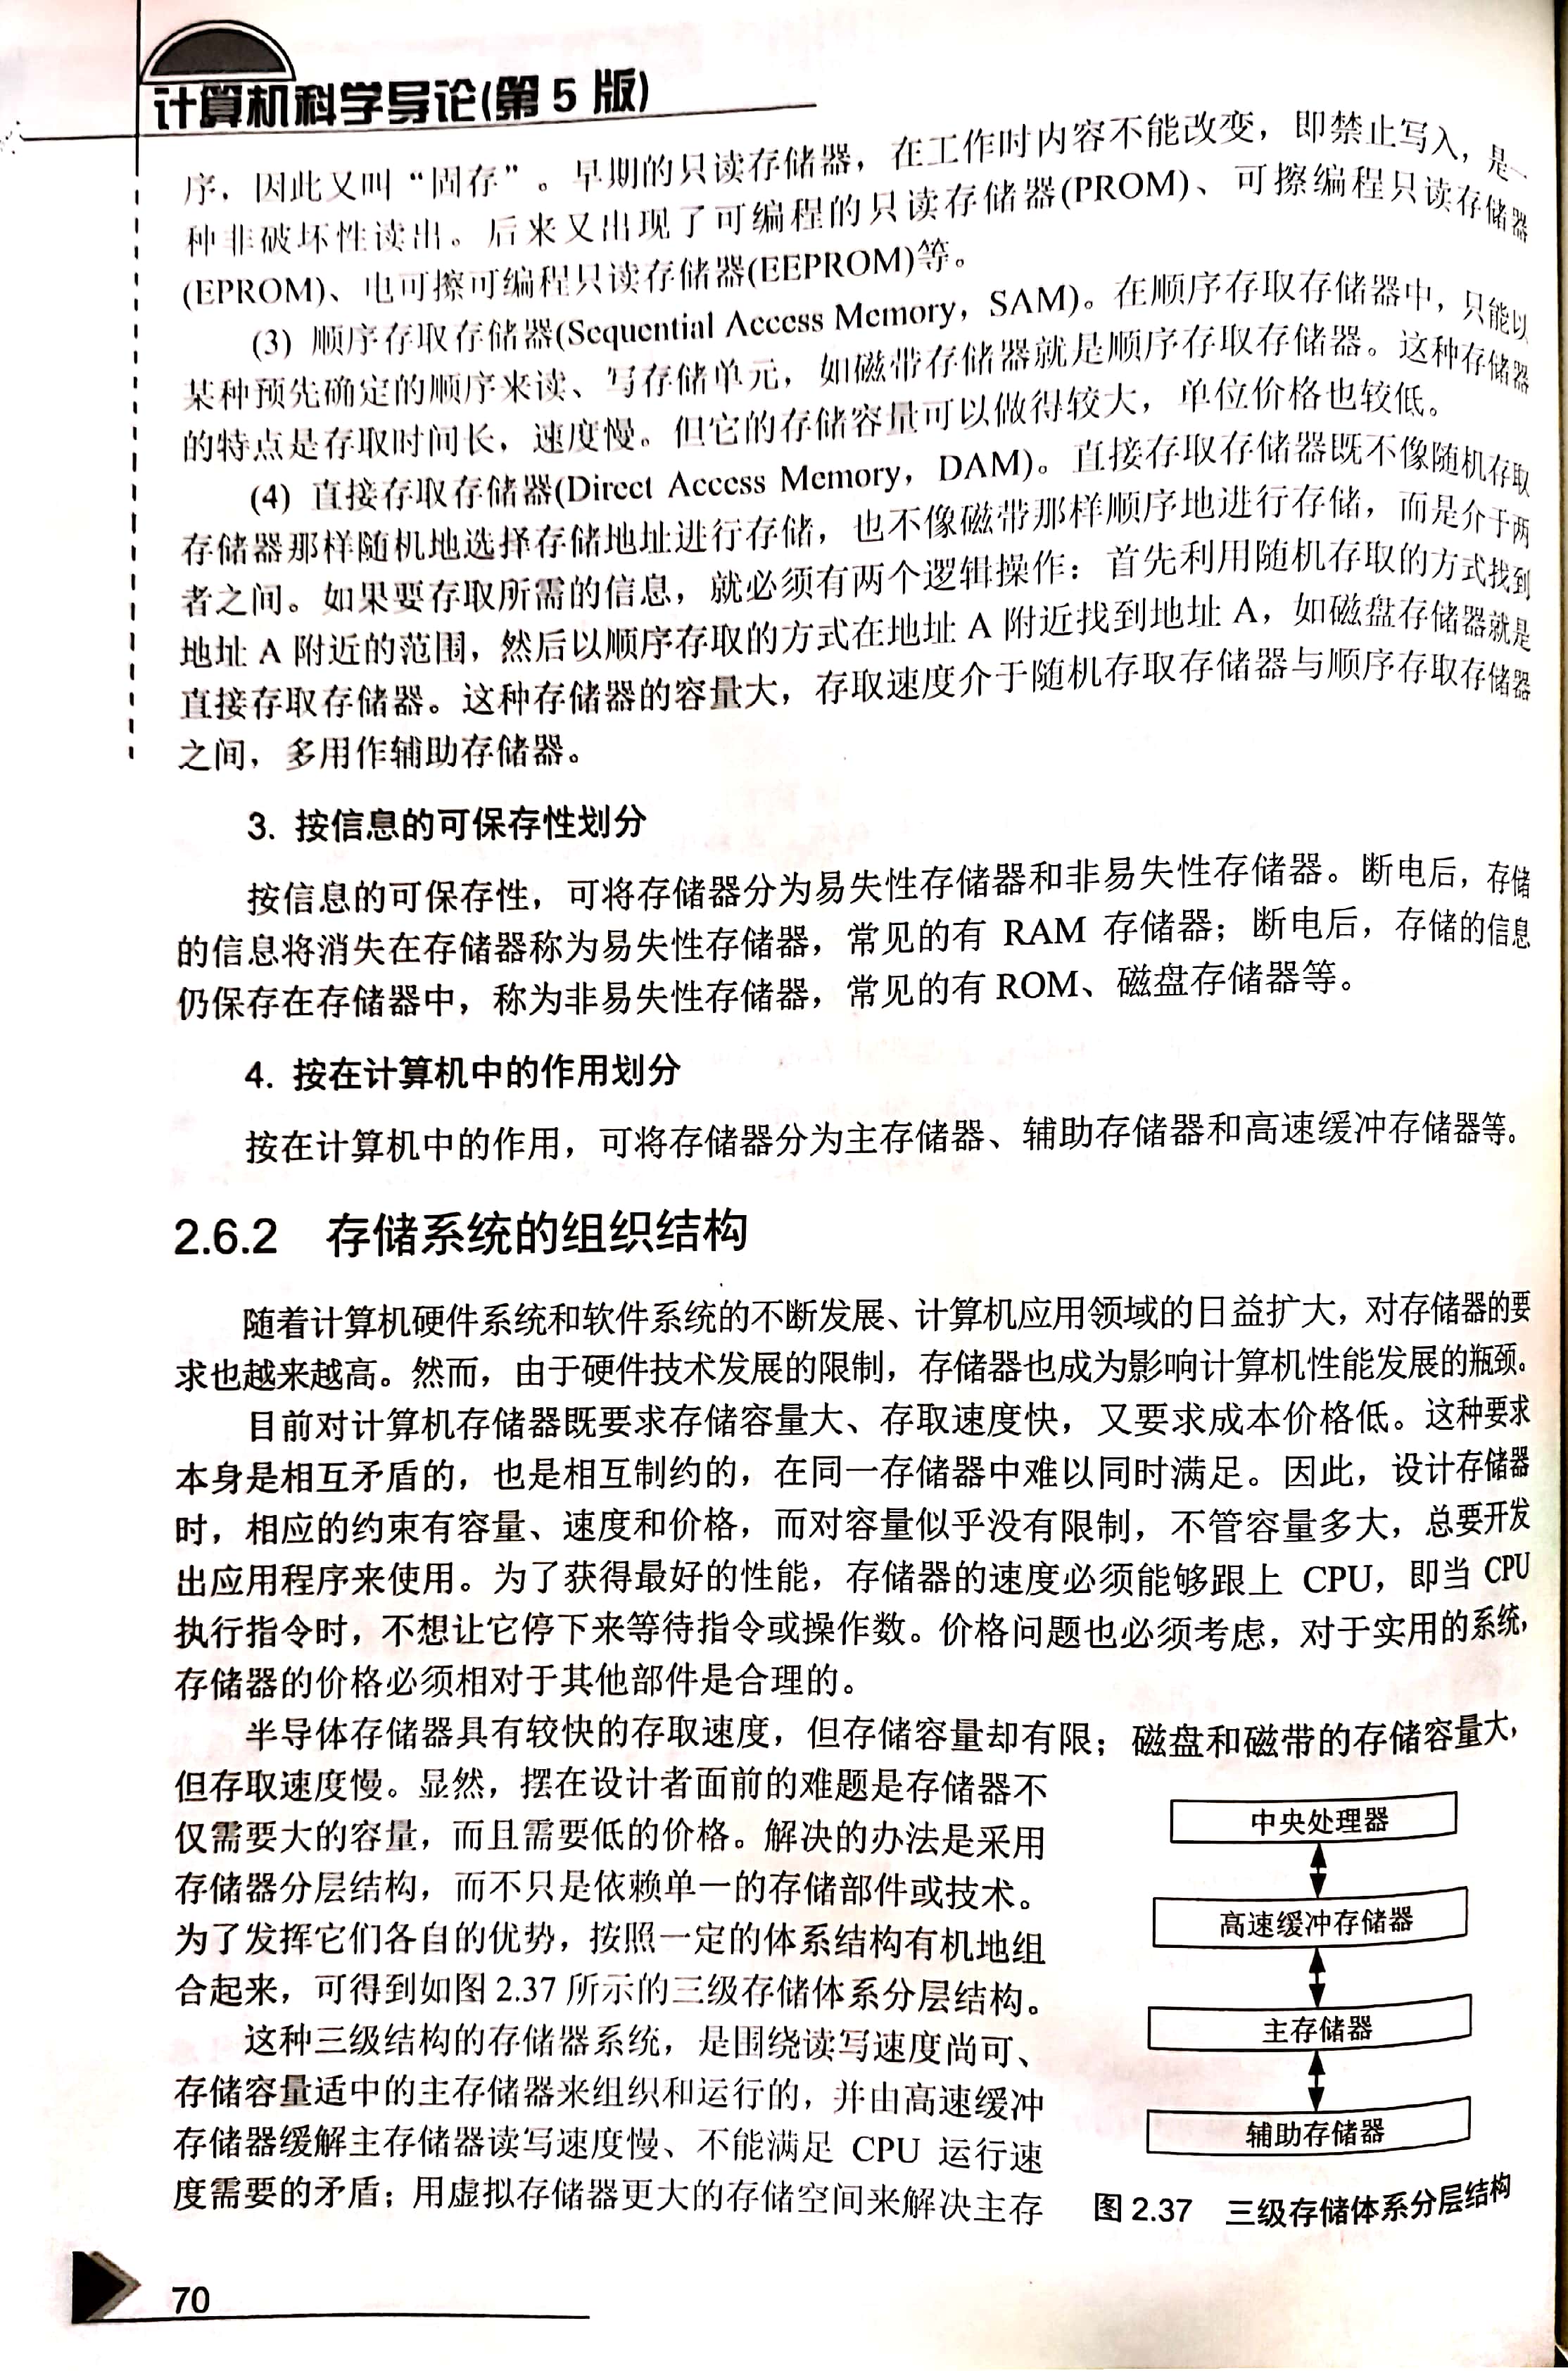 计算机科学导论(第5版)
序，因此又叫“固存”。早期的只读存储器，在工作时内容不能改变，即禁止写入，是一
种非破坏性读出。后来又出现了可编程的只读存储器(PROM)、可擦编程只读存储器
(EPROM)、电可擦可编程只读存储器(EEPROM)等。
(3) 顺序存取存储器(Sequential Access Memory，SAM)。在顺序存取存储器中，只能以
某种预先确定的顺序来读、写存储单元，如磁带存储器就是顺序存取存储器。这种存储器
的特点是存取时间长，速度慢。但它的存储容量可以做得较大，单位价格也较低。
(4) 直接存取存储器(Direct Access Memory，DAM)。直接存取存储器既不像随机存取
存储器那样随机地选择存储地址进行存储，也不像磁带那样顺序地进行存储，而是介于两
者之间。如果要存取所需的信息，就必须有两个逻辑操作：首先利用随机存取的方式找到
地址 A 附近的范围，然后以顺序存取的方式在地址 A 附近找到地址 A，如磁盘存储器就是
直接存取存储器。这种存储器的容量大，存取速度介于随机存取存储器与顺序存取存储器
之间，多用作辅助存储器。
3. 按信息的可保存性划分
按信息的可保存性，可将存储器分为易失性存储器和非易失性存储器。断电后，存储
的信息将消失在存储器称为易失性存储器，常见的有 RAM 存储器；断电后，存储的信息
仍保存在存储器中，称为非易失性存储器，常见的有 ROM、磁盘存储器等。
4. 按在计算机中的作用划分
按在计算机中的作用，可将存储器分为主存储器、辅助存储器和高速缓冲存储器等。
2.6.2 存储系统的组织结构
随着计算机硬件系统和软件系统的不断发展、计算机应用领域的日益扩大，对存储器的要
求也越来越高。然而，由于硬件技术发展的限制，存储器也成为影响计算机性能发展的瓶颈。
目前对计算机存储器既要求存储容量大、存取速度快，又要求成本价格低。这种要求
本身是相互矛盾的，也是相互制约的，在同一存储器中难以同时满足。因此，设计存储器
时，相应的约束有容量、速度和价格，而对容量似乎没有限制，不管容量多大，总要开发
出应用程序来使用。为了获得最好的性能，存储器的速度必须能够跟上 CPU，即当 CPU
执行指令时，不想让它停下来等待指令或操作数。价格问题也必须考虑，对于实用的系统，
存储器的价格必须相对于其他部件是合理的。
半导体存储器具有较快的存取速度，但存储容量却有限；磁盘和磁带的存储容量大，
但存取速度慢。显然，摆在设计者面前的难题是存储器不
仅需要大的容量，而且需要低的价格。解决的办法是采用
存储器分层结构，而不只是依赖单一的存储部件或技术。
为了发挥它们各自的优势，按照一定的体系结构有机地组
合起来，可得到如图 2.37 所示的三级存储体系分层结构。
这种三级结构的存储器系统，是围绕读写速度尚可、
存储容量适中的主存储器来组织和运行的，并由高速缓冲
存储器缓解主存储器读写速度慢、不能满足 CPU 运行速
度需要的矛盾；用虚拟存储器更大的存储空间来解决主存
中央处理器
高速缓冲存储器
主存储器
辅助存储器
图 2.37 三级存储体系分层结构
70